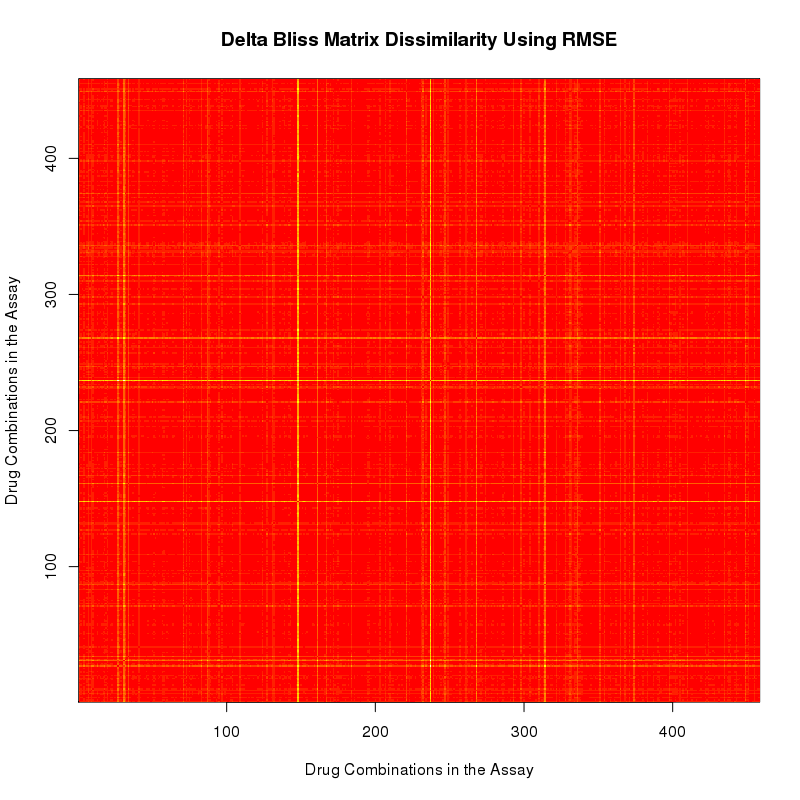 Delta Bliss Matrix Dissimilarity Using RMSE
400
300
200
100
Drug Combinations in the Assay
100 200 300 400
Drug Combinations in the Assay